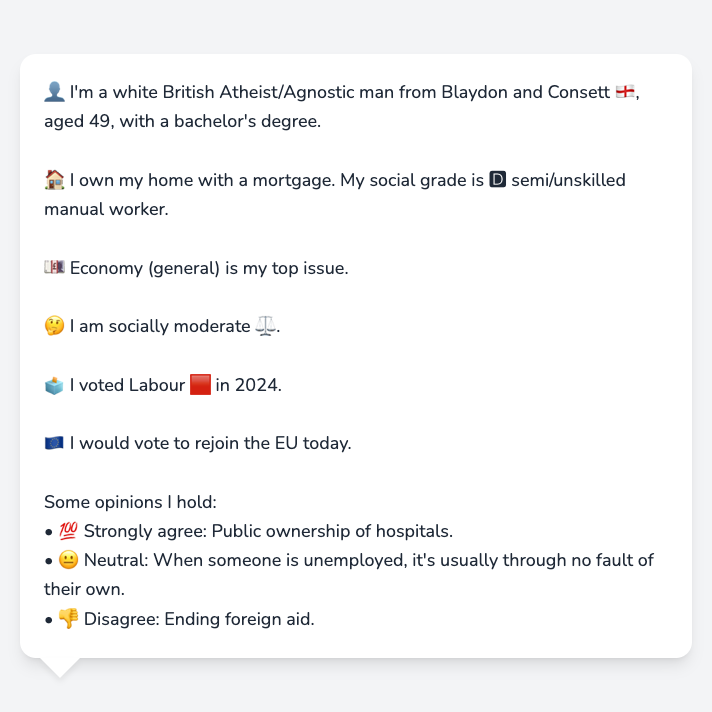 👤 I'm a white British Atheist/Agnostic man from Blaydon and Consett 🏴󠁧󠁢󠁥󠁮󠁧󠁿,
aged 49, with a bachelor's degree.
🏠 I own my home with a mortgage. My social grade is 🅳 semi/unskilled
manual worker.
💷 Economy (general) is my top issue.
🤔 I am socially moderate ⚖️.
🗳️ I voted Labour 🟥 in 2024.
🇪🇺 I would vote to rejoin the EU today.
Some opinions I hold:
• 💯 Strongly agree: Public ownership of hospitals.
• 😐 Neutral: When someone is unemployed, it's usually through no fault of
their own.
• 👎 Disagree: Ending foreign aid.